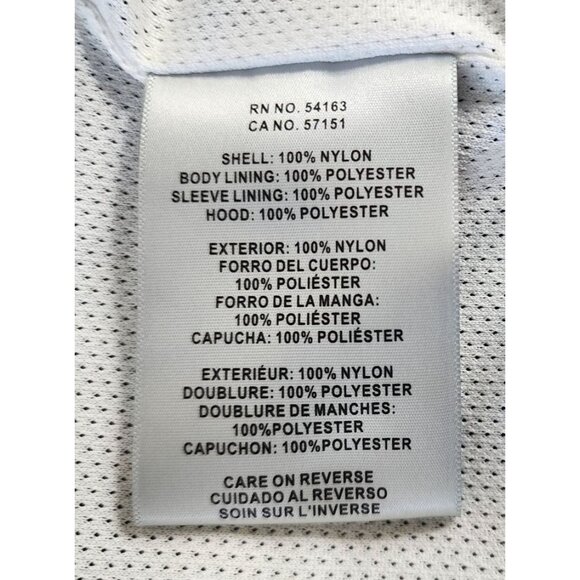 RN NO. 54163
CA NO. 57151
SHELL: 100% NYLON
BODY LINING: 100% POLYESTER
SLEEVE LINING: 100% POLYESTER
HOOD: 100% POLYESTER
EXTERIOR: 100% NYLON
FORRO DEL CUERPO:
100% POLIÉSTER
FORRO DE LA MANGA:
100% POLIÉSTER
CAPUCHA: 100% POLIÉSTER
EXTERIÉUR: 100% NYLON
DOUBLURE: 100% POLYESTER
DOUBLURE DE MANCHES:
100%POLYESTER
CAPUCHON: 100%POLYESTER
CARE ON REVERSE
CUIDADO AL REVERSO
SOIN SUR L'INVERSE